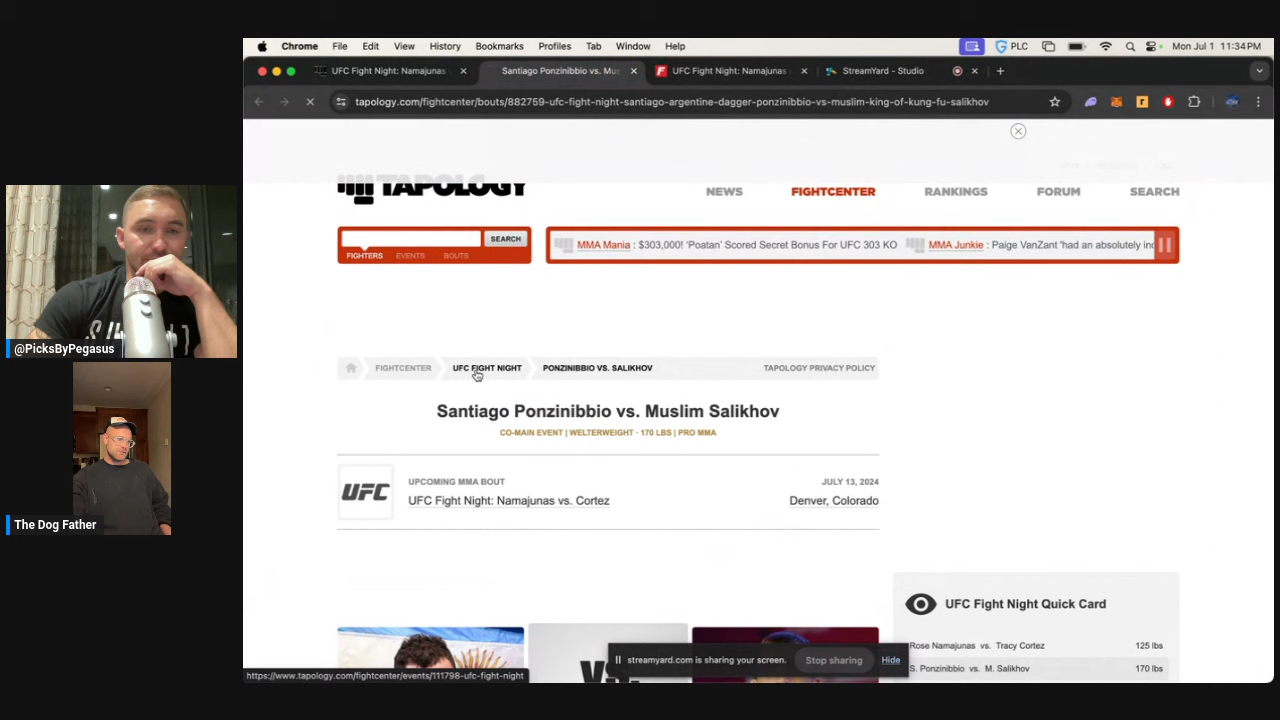 Chrome File Edit View History Bookmarks Profiles Tab Window Help PLC Mon Jul 1 11:34 PM
UFC Fight Night: Namajunas Santiago Ponzinibbio vs. Mus UFC Fight Night: Namajunas StreamYard - Studio
tapology.com/fightcenter/bouts/882759-ufc-fight-night-santiago-argentine-dagger-ponzinibbio-vs-muslim-king-of-kung-fu-salikhov
TAPOLOGY
NEWS FIGHTCENTER RANKINGS FORUM SEARCH
SEARCH
FIGHTERS EVENTS BOUTS
MMA Mania : $303,000! 'Poatan' Scored Secret Bonus For UFC 303 KO MMA Junkie : Paige VanZant 'had an absolutely in
FIGHTCENTER UFC FIGHT NIGHT PONZINIBBIO VS. SALIKHOV TAPOLOGY PRIVACY POLICY
Santiago Ponzinibbio vs. Muslim Salikhov
CO-MAIN EVENT | WELTERWEIGHT · 170 LBS | PRO MMA
UFC
UPCOMING MMA BOUT JULY 13, 2024
UFC Fight Night: Namajunas vs. Cortez Denver, Colorado
UFC Fight Night Quick Card
Rose Namajunas vs. Tracy Cortez 125 lbs
S. Ponzinibbio vs. M. Salikhov 170 lbs
VS.
streamyard.com is sharing your screen. Stop sharing Hide
https://www.tapology.com/fightcenter/events/111798-ufc-fight-night
@PicksByPegasus
The Dog Father